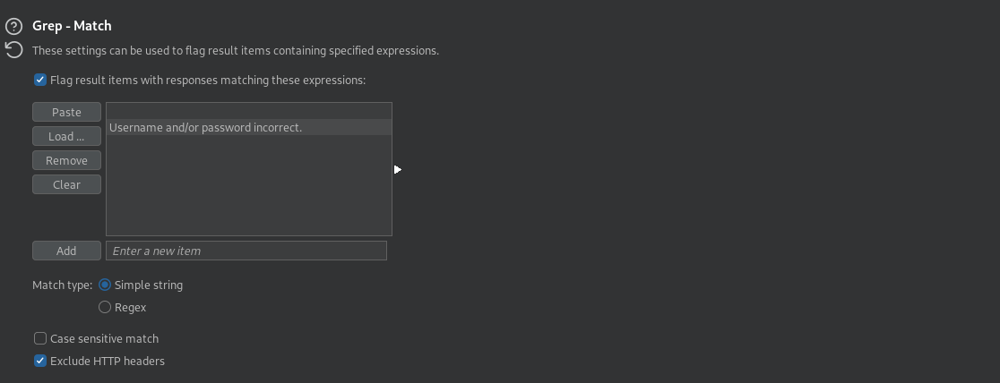 Grep - Match
These settings can be used to flag result items containing specified expressions.
Flag result items with responses matching these expressions:
Paste
Username and/or password incorrect.
Load ...
Remove
Clear
Add
Enter a new item
Match type:
Simple string
Regex
Case sensitive match
Exclude HTTP headers